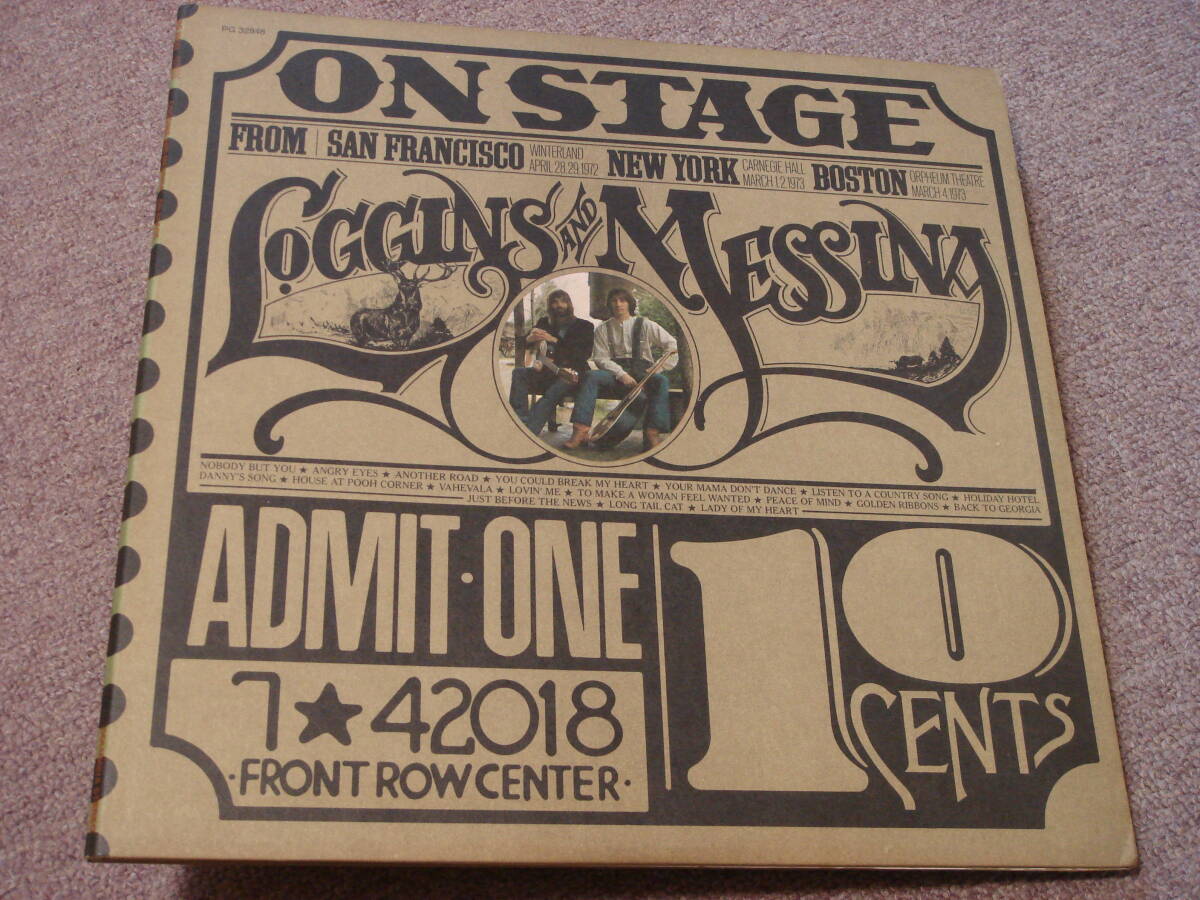 PG 32848
ON STAGE
FROM SAN FRANCISCO WINTERLAND APRIL 28.29.1972 NEW YORK CARNEGIE HALL MARCH 1.2.1973 BOSTON ORPHEUM THEATRE MARCH 4.1973
LOGGINS AND MESSINA
NOBODY BUT YOU ★ ANGRY EYES ★ ANOTHER ROAD ★ YOU COULD BREAK MY HEART ★ YOUR MAMA DON'T DANCE ★ LISTEN TO A COUNTRY SONG ★ HOLIDAY HOTEL
DANNY'S SONG ★ HOUSE AT POOH CORNER ★ VAHEVALA ★ LOVIN' ME ★ TO MAKE A WOMAN FEEL WANTED ★ PEACE OF MIND ★ GOLDEN RIBBONS ★ BACK TO GEORGIA
JUST BEFORE THE NEWS ★ LONG TAIL CAT ★ LADY OF MY HEART
ADMIT·ONE
10 CENTS
7★42018
·FRONT ROW CENTER·